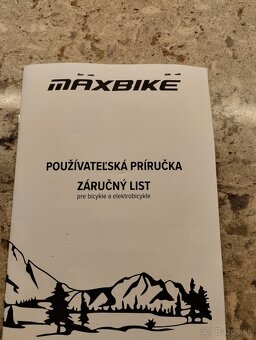 MAXBIKE
POUŽÍVATEĽSKÁ PRÍRUČKA
ZÁRUČNÝ LIST
pre bicykle a elektrobicykle